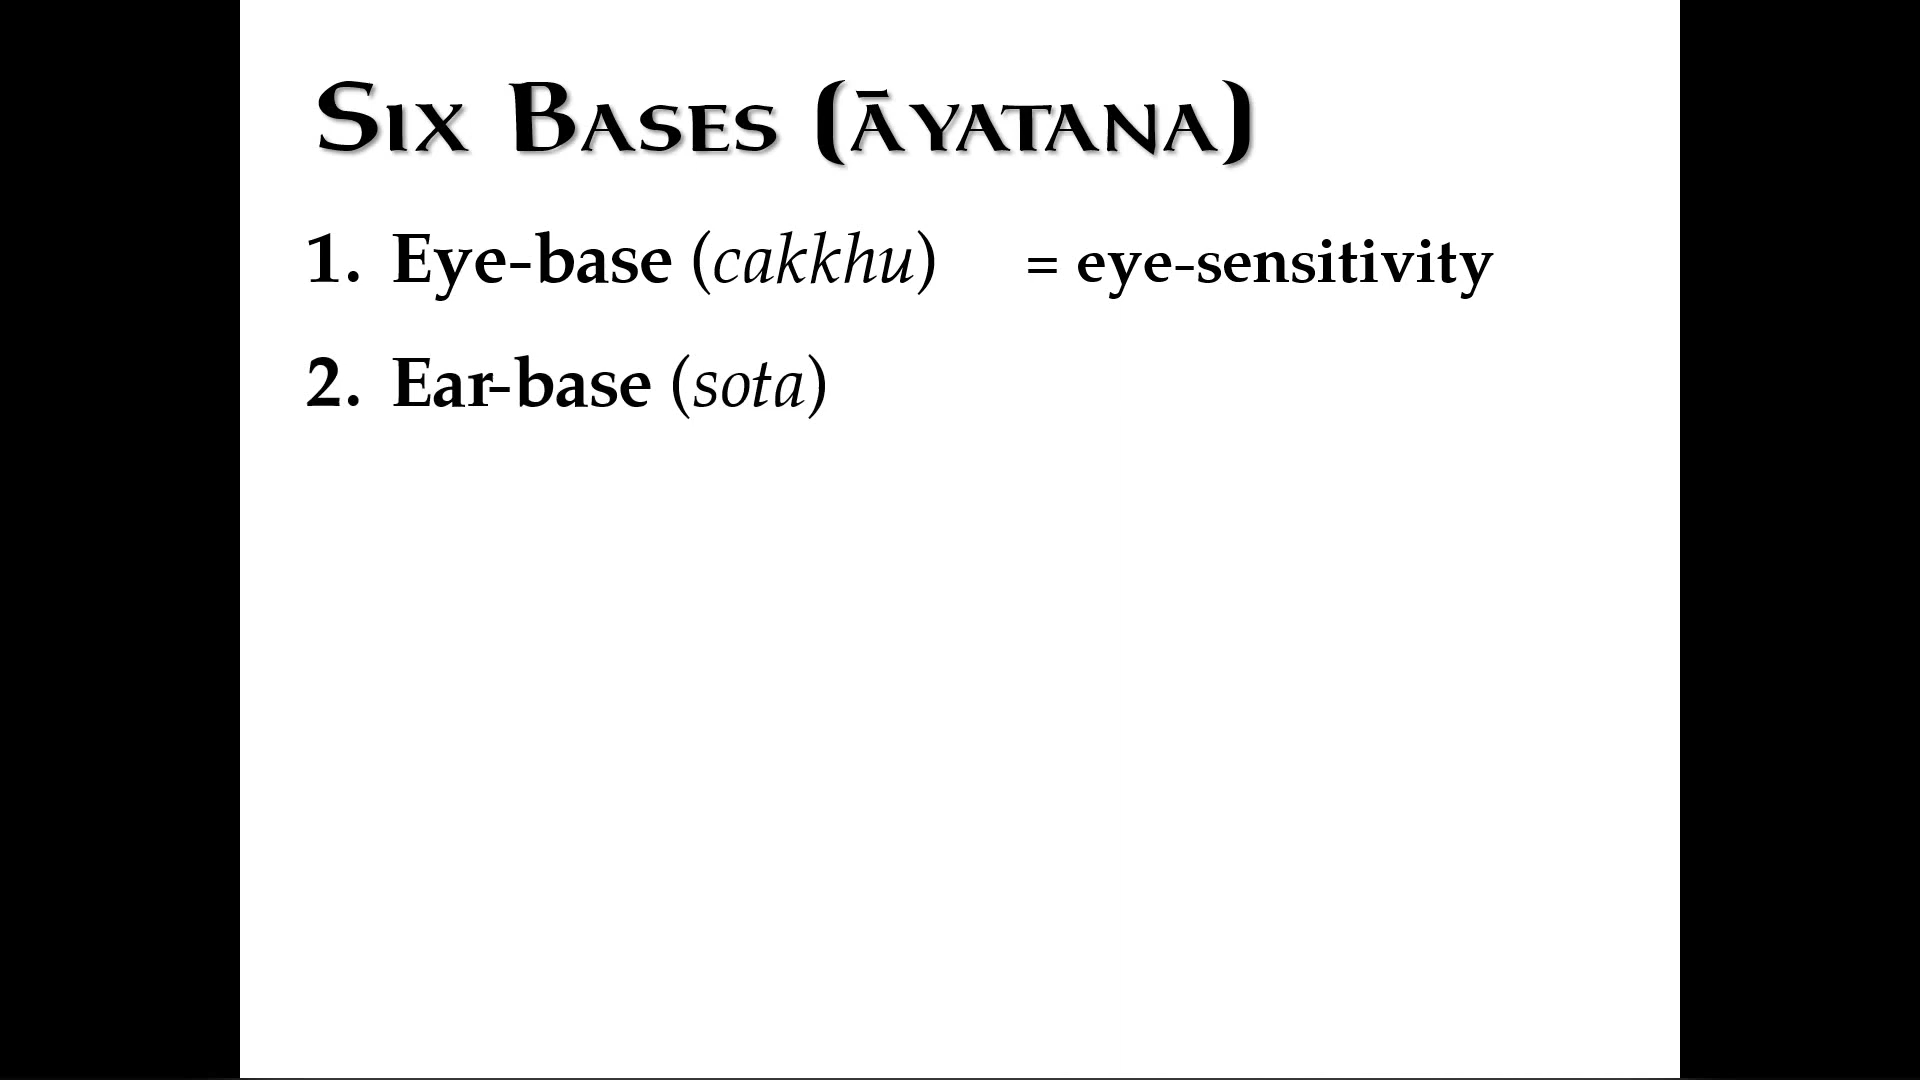 Six Bases (āyatana)
1. Eye-base (cakkhu) = eye-sensitivity
2. Ear-base (sota)